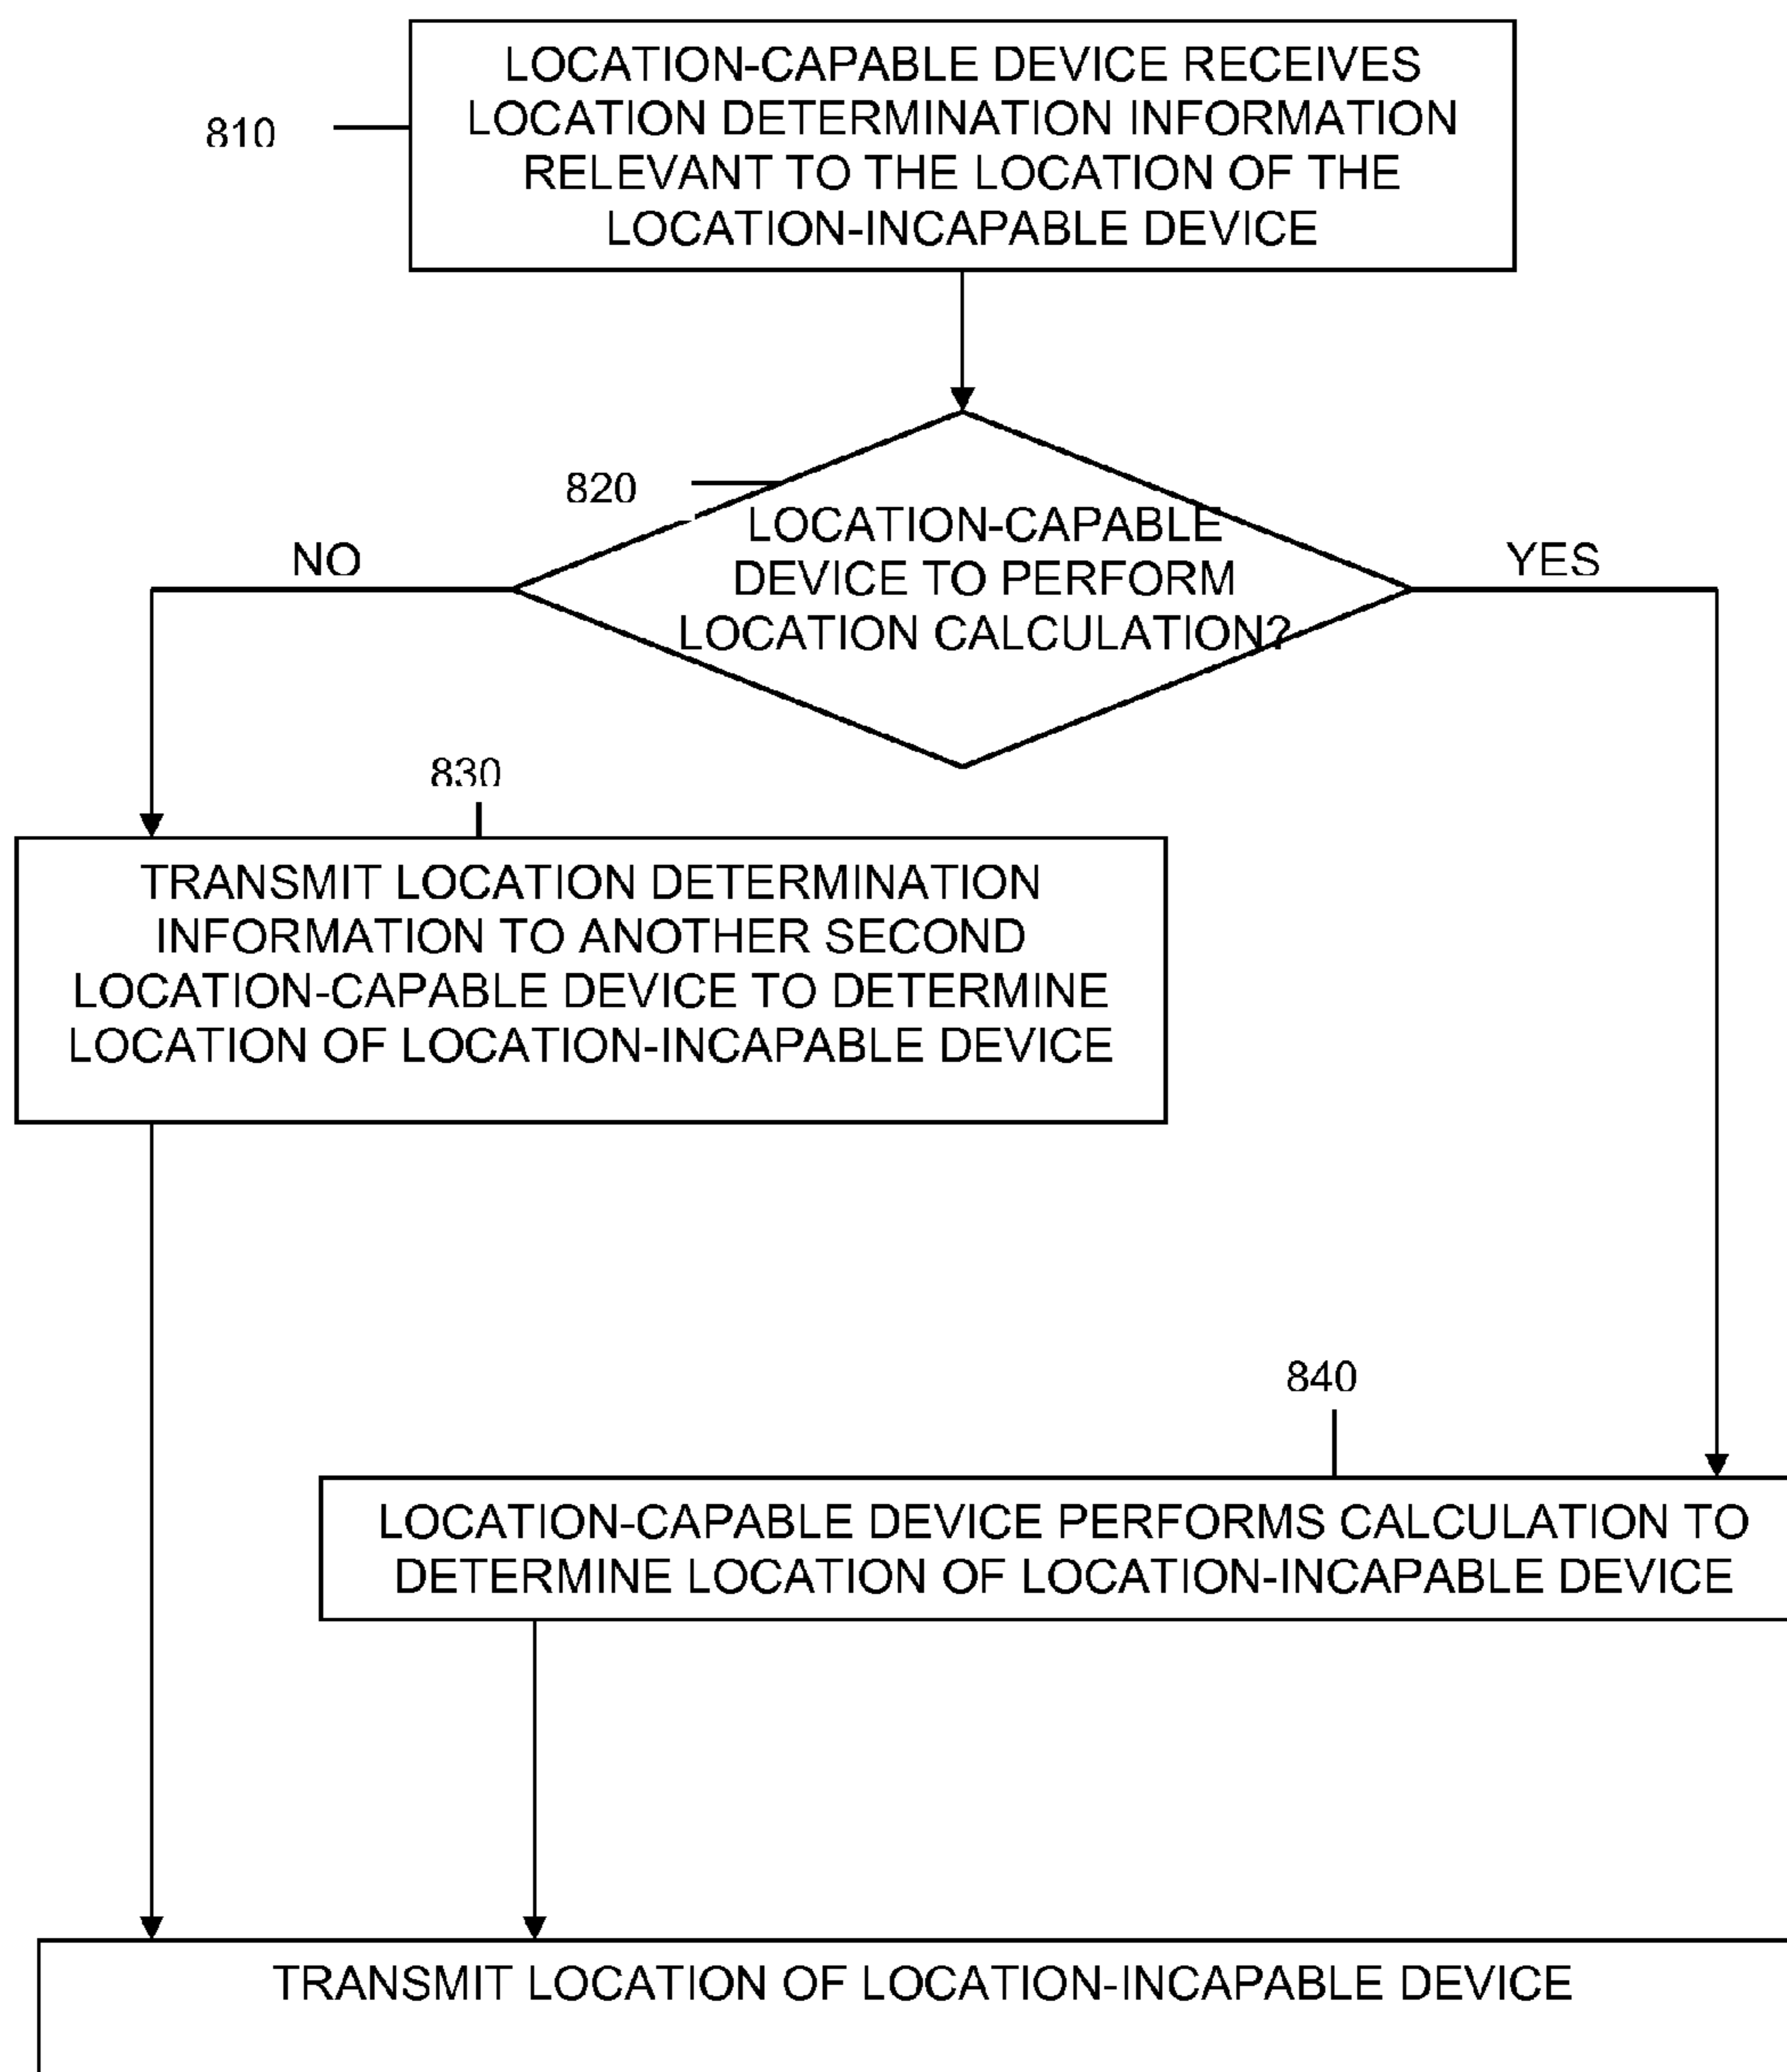 LOCATION-CAPABLE DEVICE RECEIVES
LOCATION DETERMINATION INFORMATION
RELEVANT TO THE LOCATION OF THE
LOCATION-INCAPABLE DEVICE
810
820
LOCATION-CAPABLE
DEVICE TO PERFORM
LOCATION CALCULATION?
NO
YES
830
TRANSMIT LOCATION DETERMINATION
INFORMATION TO ANOTHER SECOND
LOCATION-CAPABLE DEVICE TO DETERMINE
LOCATION OF LOCATION-INCAPABLE DEVICE
840
LOCATION-CAPABLE DEVICE PERFORMS CALCULATION TO
DETERMINE LOCATION OF LOCATION-INCAPABLE DEVICE
TRANSMIT LOCATION OF LOCATION-INCAPABLE DEVICE